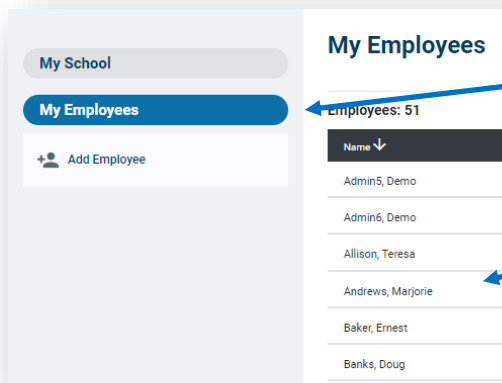 My School
My Employees
Add Employee
My Employees
Employees: 51
Name
Admin5, Demo
Admin6, Demo
Allison, Teresa
Andrews, Marjorie
Baker, Ernest
Banks, Doug